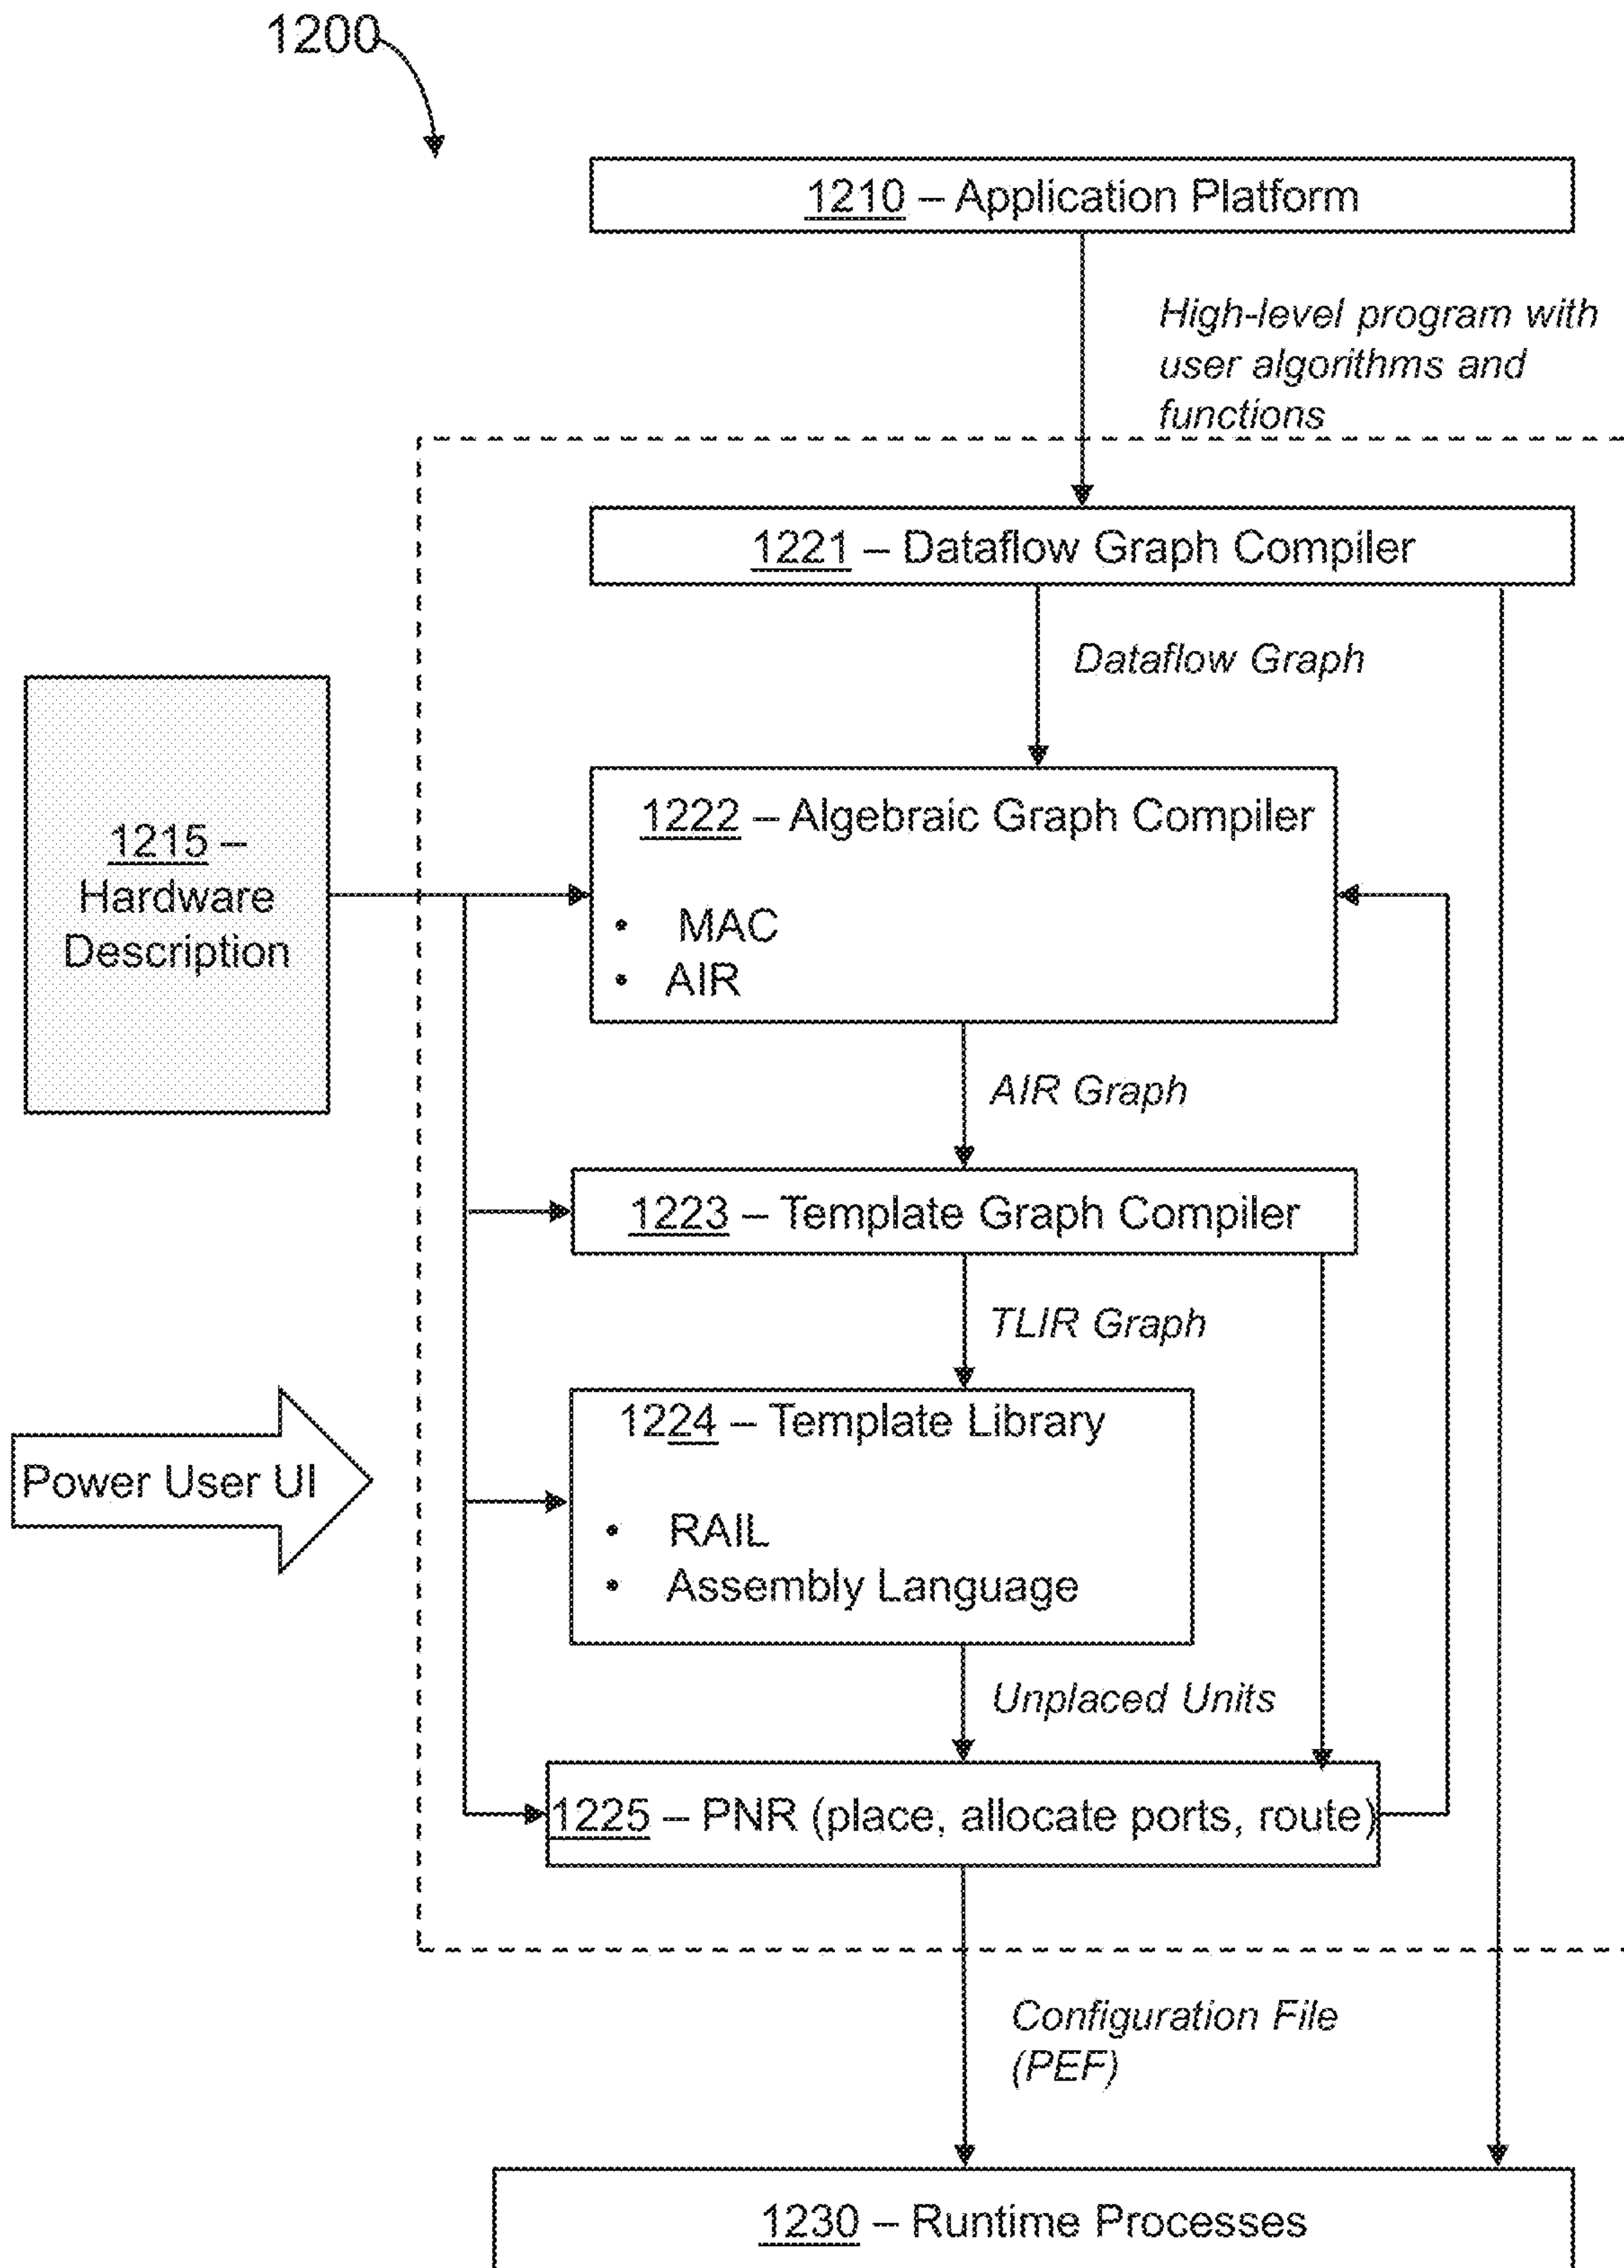 1200
1210 – Application Platform
High-level program with
user algorithms and
functions
1221 – Dataflow Graph Compiler
Dataflow Graph
1215 –
Hardware
Description
1222 – Algebraic Graph Compiler
• MAC
• AIR
AIR Graph
1223 – Template Graph Compiler
TLIR Graph
1224 – Template Library
• RAIL
• Assembly Language
Power User UI
Unplaced Units
1225 – PNR (place, allocate ports, route)
Configuration File
(PEF)
1230 – Runtime Processes